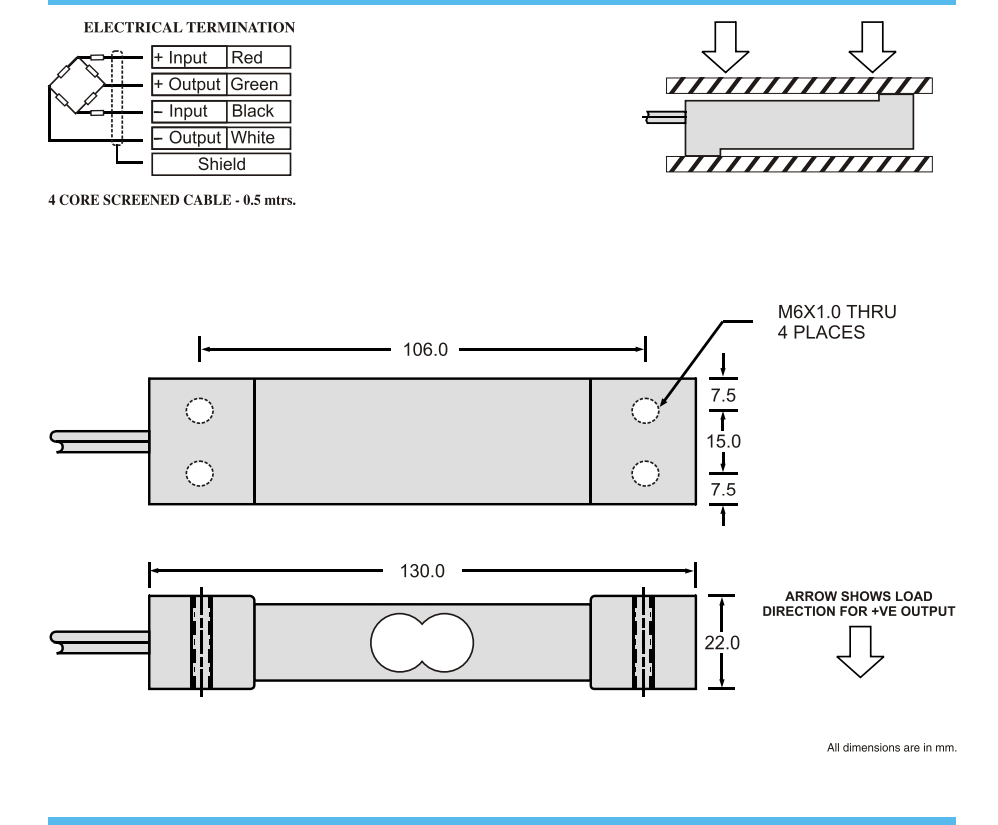 ELECTRICAL TERMINATION
+ Input Red
+ Output Green
– Input Black
– Output White
Shield
4 CORE SCREENED CABLE - 0.5 mtrs.
M6X1.0 THRU
4 PLACES
106.0
7.5
15.0
7.5
130.0
ARROW SHOWS LOAD
DIRECTION FOR +VE OUTPUT
22.0
All dimensions are in mm.